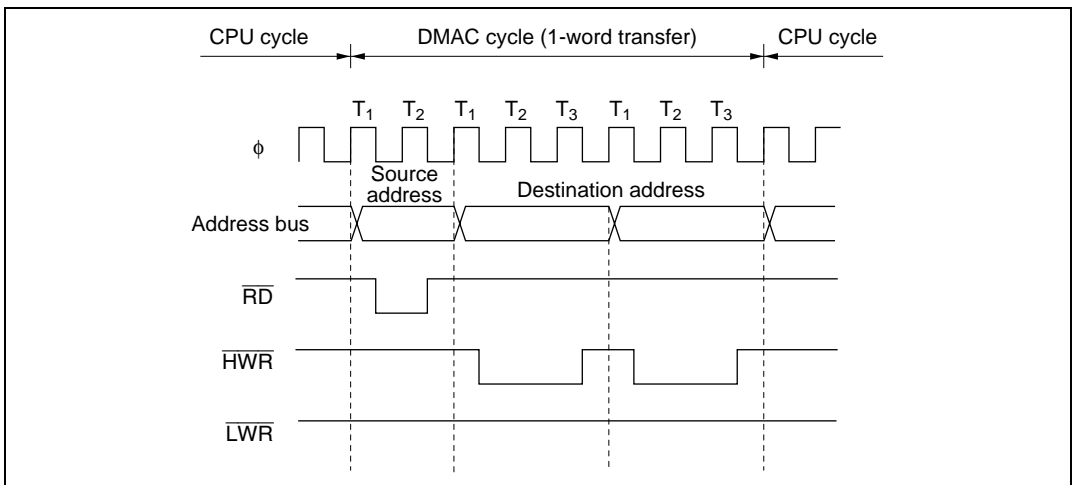 CPU cycle DMAC cycle (1-word transfer) CPU cycle
T1 T2 T1 T2 T3 T1 T2 T3
ϕ
Source
address Destination address
Address bus
RD
HWR
LWR